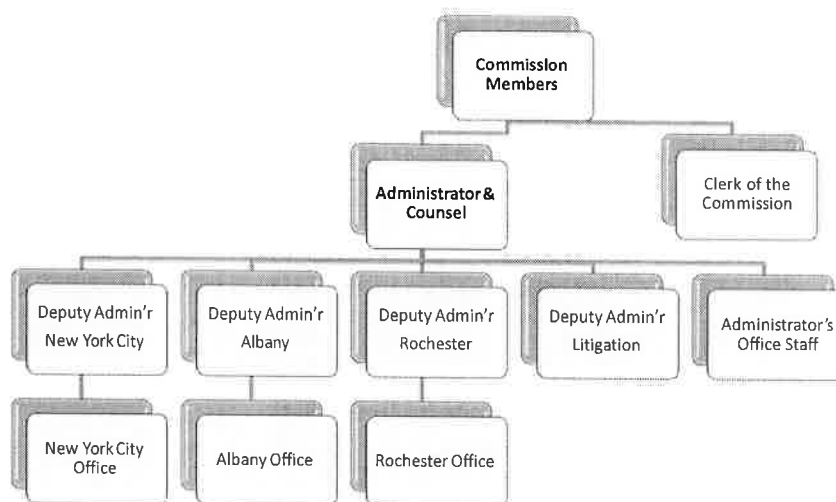 Commission
Members
Administrator &
Counsel
Clerk of the
Commission
Deputy Admin'r
New York City
Deputy Admin'r
Albany
Deputy Admin'r
Rochester
Deputy Admin'r
Litigation
Administrator's
Office Staff
New York City
Office
Albany Office
Rochester Office